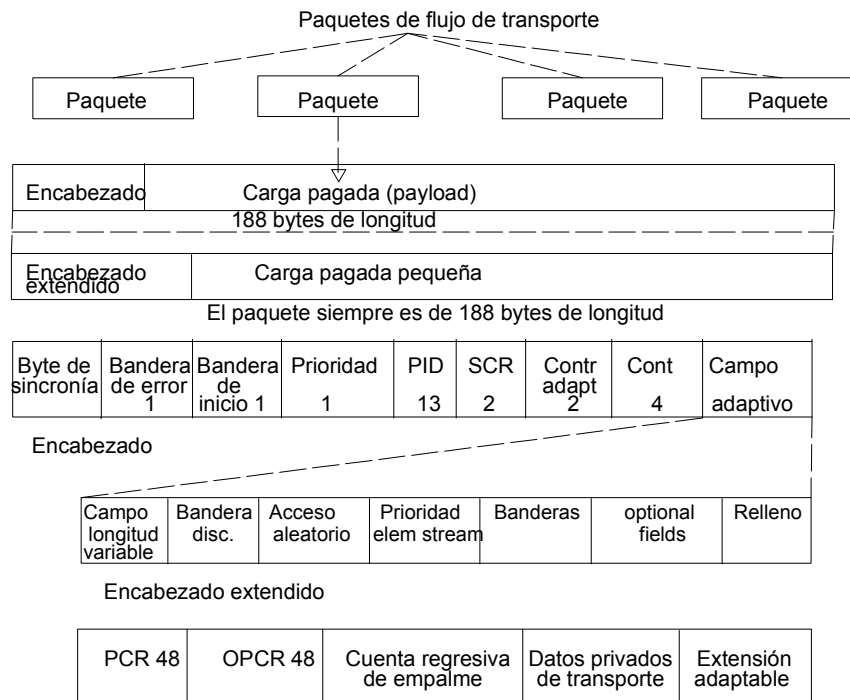 Paquetes de flujo de transporte
Paquete Paquete Paquete Paquete
Encabezado Carga pagada (payload)
188 bytes de longitud
Encabezado extendido Carga pagada pequeña
El paquete siempre es de 188 bytes de longitud
Byte de sincronía
Bandera de error 1
Bandera de inicio 1
Prioridad 1
PID 13
SCR 2
Contr adapt 2
Cont 4
Campo adaptivo
Encabezado
Campo longitud variable
Bandera disc.
Acceso aleatorio
Prioridad elem stream
Banderas
optional fields
Relleno
Encabezado extendido
PCR 48
OPCR 48
Cuenta regresiva de empalme
Datos privados de transporte
Extensión adaptable